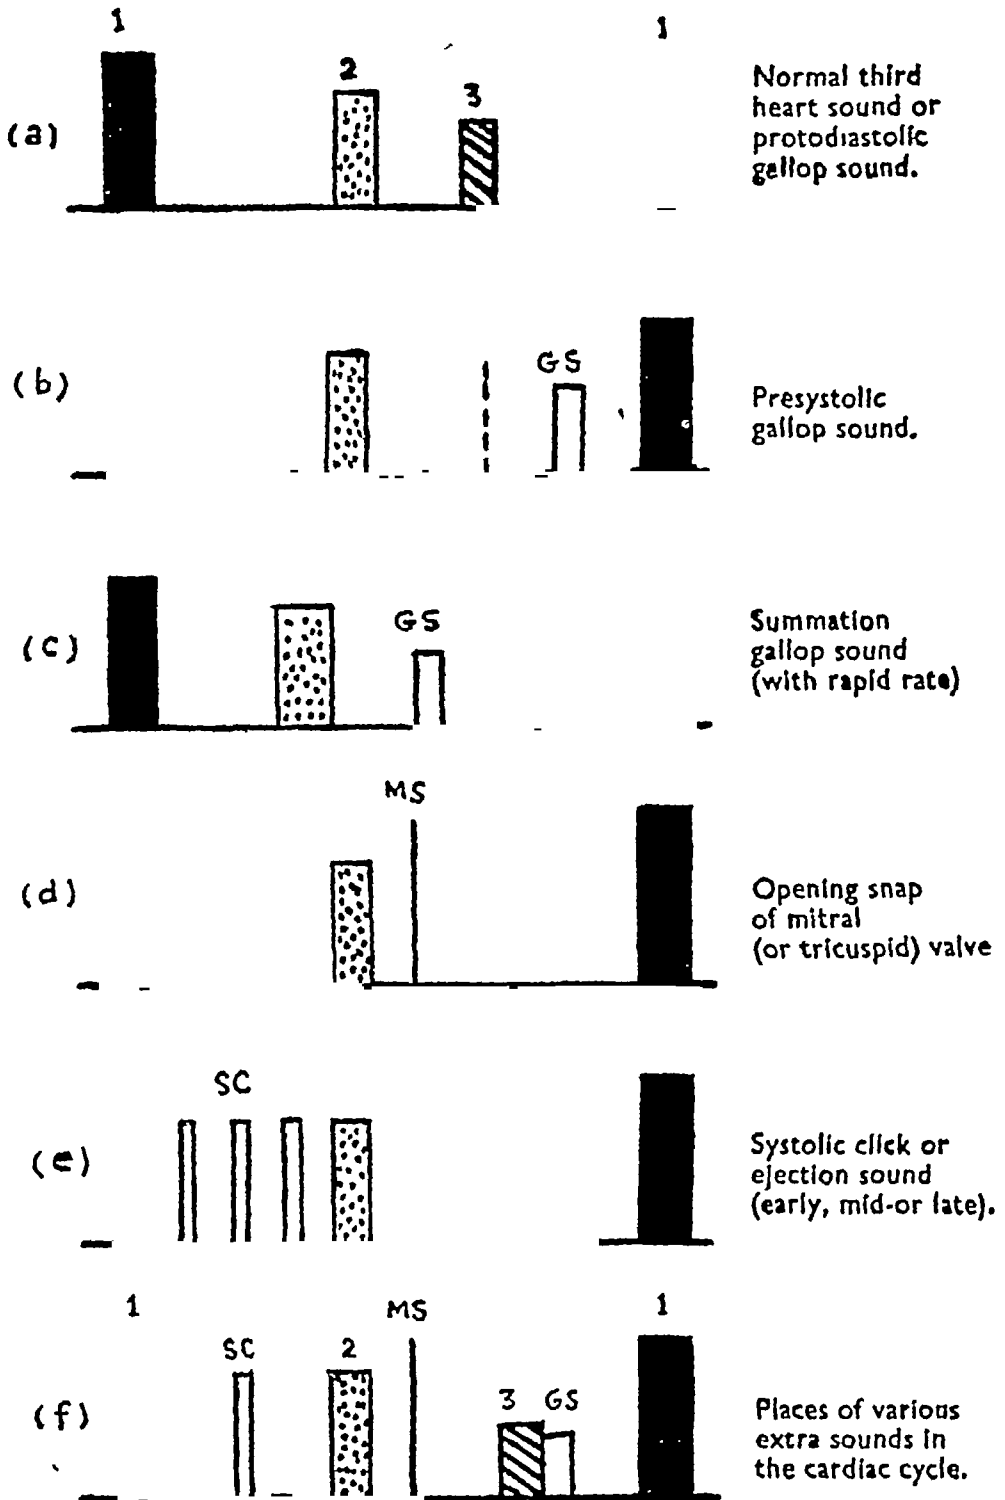 1 1
2
3
(a)
Normal third
heart sound or
protodiastolic
gallop sound.
(b)
GS
Presystolic
gallop sound.
(c)
GS
Summation
gallop sound
(with rapid rate)
MS
(d)
Opening snap
of mitral
(or tricuspid) valve
SC
(e)
Systolic click or
ejection sound
(early, mid-or late).
1 MS 1
SC 2
3 GS
(f)
Places of various
extra sounds in
the cardiac cycle.